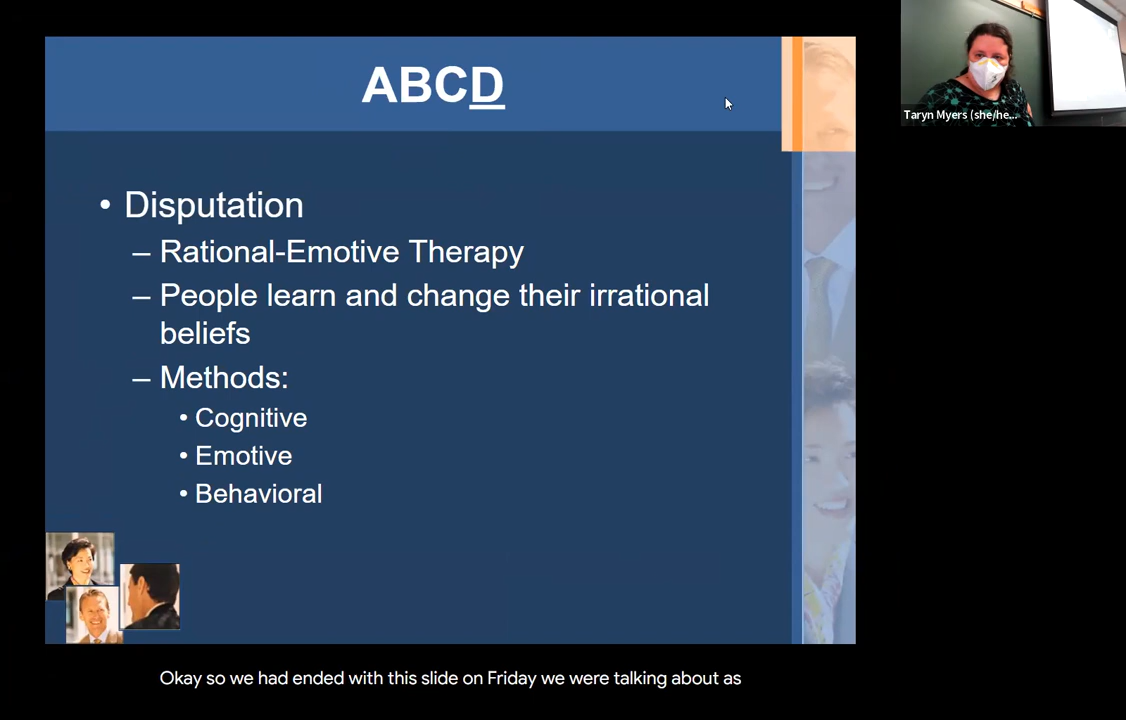 ABCD
• Disputation
– Rational-Emotive Therapy
– People learn and change their irrational
beliefs
– Methods:
• Cognitive
• Emotive
• Behavioral
Taryn Myers (she/he...
Okay so we had ended with this slide on Friday we were talking about as